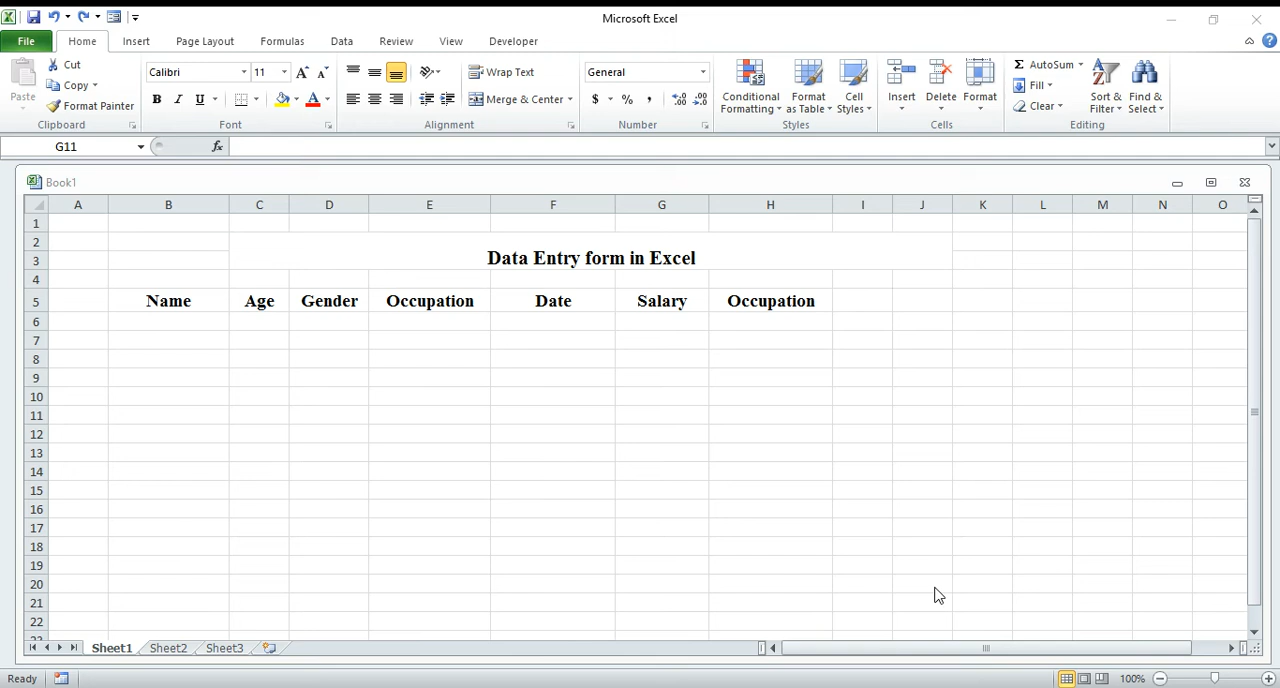 Microsoft Excel
File Home Insert Page Layout Formulas Data Review View Developer
Paste
Cut
Copy
Format Painter
Clipboard
Calibri 11
B I U
Font
Wrap Text
Merge & Center
Alignment
General
$ % ,
Number
Conditional Formatting
Format as Table
Cell Styles
Styles
Insert
Delete
Format
Cells
Σ AutoSum
Fill
Clear
Sort & Filter
Find & Select
Editing
G11 fx
Book1
A B C D E F G H I J K L M N O
1
2
3 Data Entry form in Excel
4
5 Name Age Gender Occupation Date Salary Occupation
6
7
8
9
10
11
12
13
14
15
16
17
18
19
20
21
22
23
Sheet1 Sheet2 Sheet3
Ready 100%